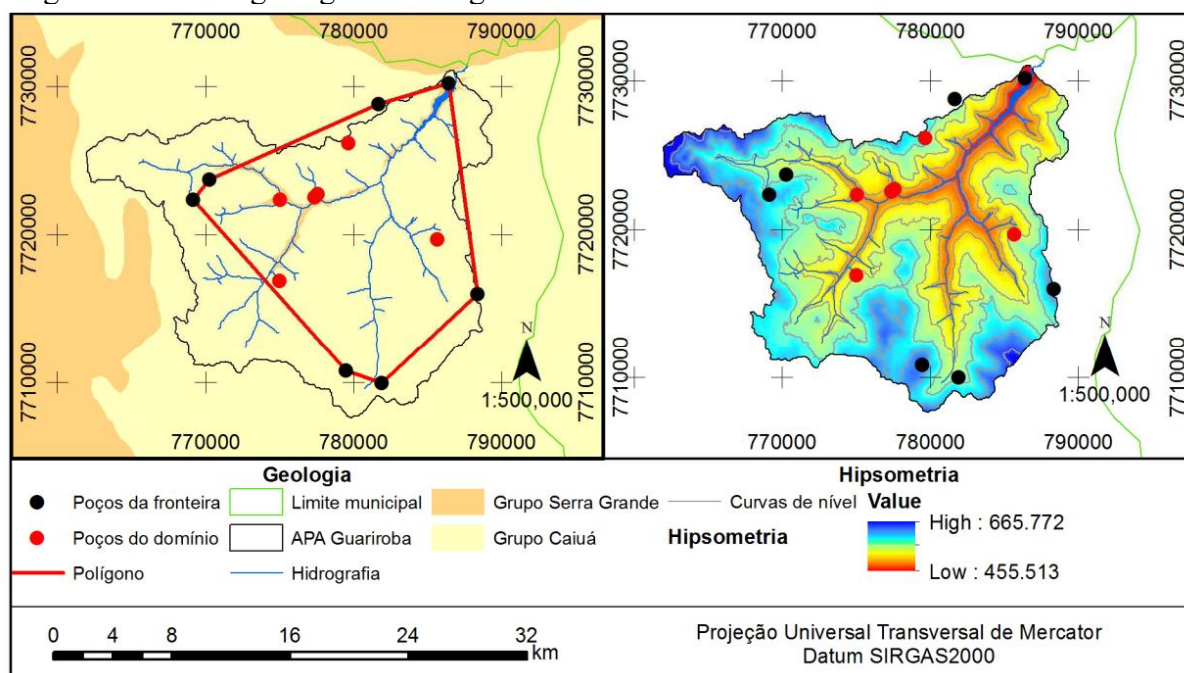 770000 780000 790000
7730000
7720000
7710000
7730000
7720000
7710000
N
1:500,000
770000 780000 790000
770000 780000 790000
7730000
7720000
7710000
7730000
7720000
7710000
N
1:500,000
770000 780000 790000
Geologia
Poços da fronteira
Limite municipal
Grupo Serra Grande
Poços do domínio
APA Guariroba
Grupo Caiuá
Polígono
Hidrografia
Hipsometria
Curvas de nível
Value
Hipsometria
High : 665.772
Low : 455.513
0 4 8 16 24 32
km
Projeção Universal Transversal de Mercator
Datum SIRGAS2000